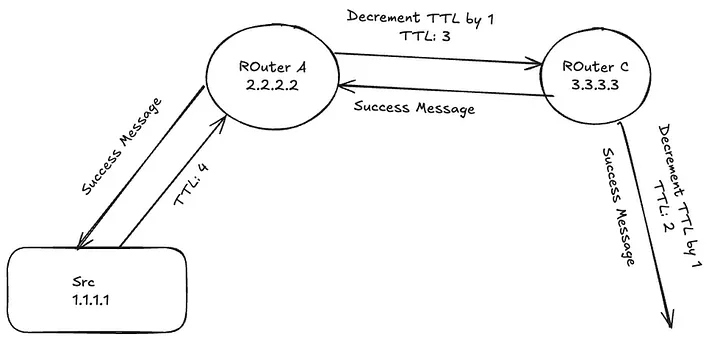 Decrement TTL by 1
TTL: 3
ROuter A
2.2.2.2
ROuter C
3.3.3.3
Success Message
Success Message
TTL: 4
Decrement TTL by 1
TTL: 2
Success Message
Src
1.1.1.1